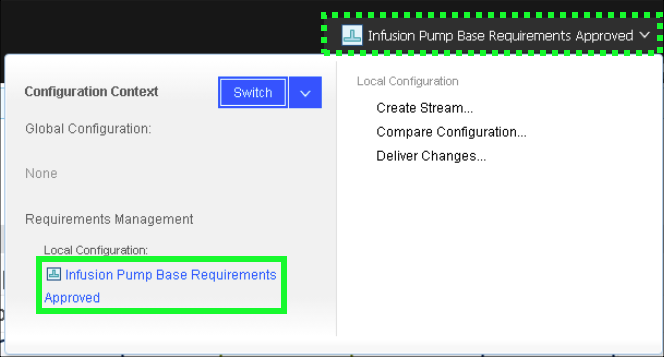 Infusion Pump Base Requirements Approved
Configuration Context
Switch
Global Configuration:
None
Requirements Management
Local Configuration:
Infusion Pump Base Requirements
Approved
Local Configuration
Create Stream...
Compare Configuration...
Deliver Changes...